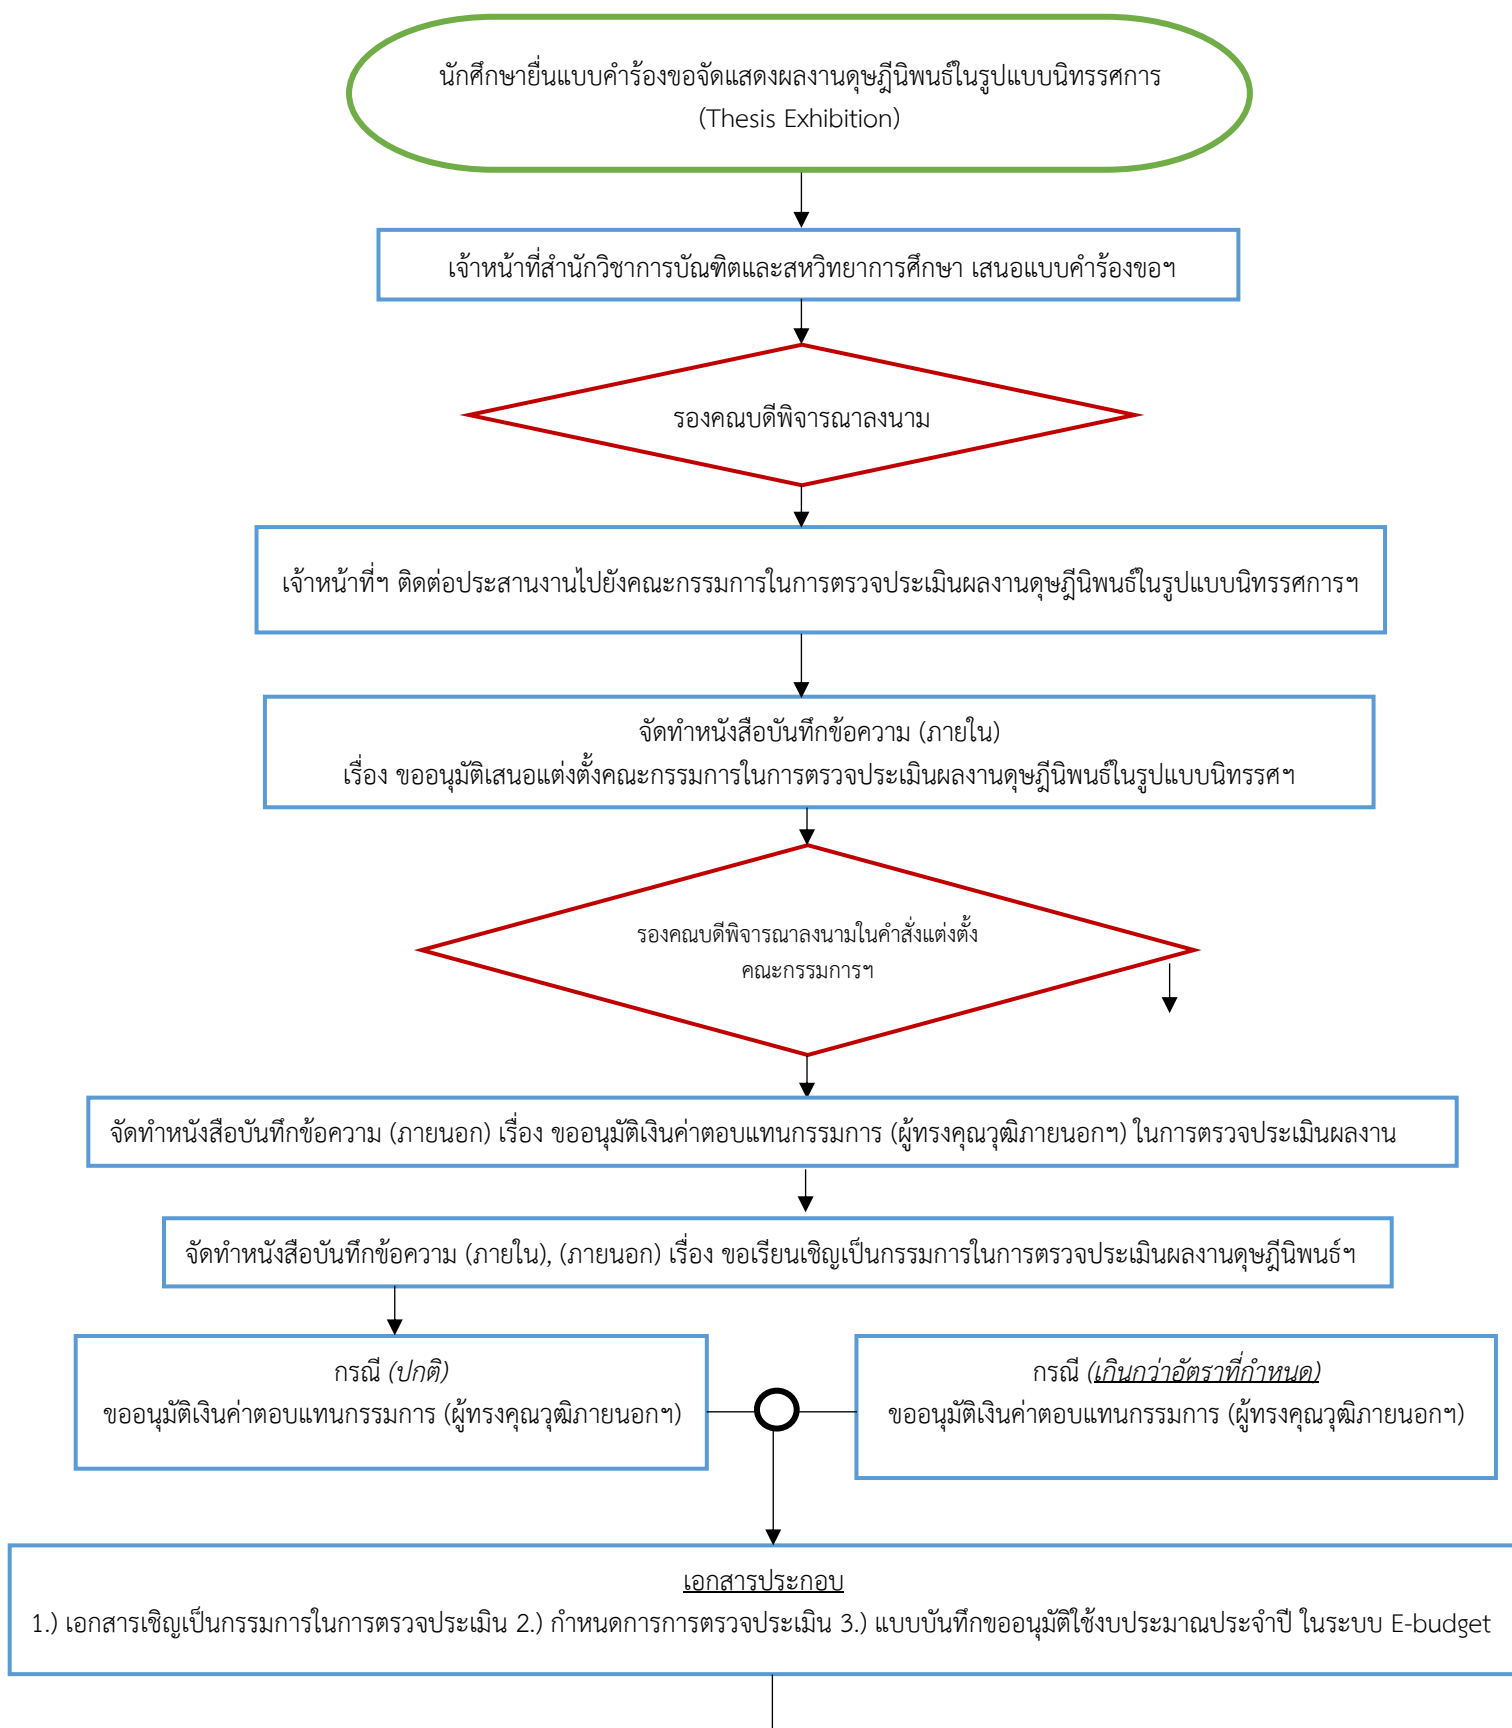 นักศึกษายื่นแบบคำร้องขอจัดแสดงผลงานดุษฎีนิพนธ์ในรูปแบบนิทรรศการ
(Thesis Exhibition)
เจ้าหน้าที่สำนักวิชาการบัณฑิตและสหวิทยาการศึกษา เสนอแบบคำร้องขอฯ
รองคณบดีพิจารณาลงนาม
เจ้าหน้าที่ฯ ติดต่อประสานงานไปยังคณะกรรมการในการตรวจประเมินผลงานดุษฎีนิพนธ์ในรูปแบบนิทรรศการฯ
จัดทำหนังสือบันทึกข้อความ (ภายใน)
เรื่อง ขออนุมัติเสนอแต่งตั้งคณะกรรมการในการตรวจประเมินผลงานดุษฎีนิพนธ์ในรูปแบบนิทรรศฯ
รองคณบดีพิจารณาลงนามในคำสั่งแต่งตั้ง
คณะกรรมการฯ
จัดทำหนังสือบันทึกข้อความ (ภายนอก) เรื่อง ขออนุมัติเงินค่าตอบแทนกรรมการ (ผู้ทรงคุณวุฒิภายนอกฯ) ในการตรวจประเมินผลงาน
จัดทำหนังสือบันทึกข้อความ (ภายใน), (ภายนอก) เรื่อง ขอเรียนเชิญเป็นกรรมการในการตรวจประเมินผลงานดุษฎีนิพนธ์ฯ
กรณี (ปกติ)
ขออนุมัติเงินค่าตอบแทนกรรมการ (ผู้ทรงคุณวุฒิภายนอกฯ)
กรณี (เกินกว่าอัตราที่กำหนด)
ขออนุมัติเงินค่าตอบแทนกรรมการ (ผู้ทรงคุณวุฒิภายนอกฯ)
เอกสารประกอบ
1.) เอกสารเชิญเป็นกรรมการในการตรวจประเมิน 2.) กำหนดการการตรวจประเมิน 3.) แบบบันทึกขออนุมัติใช้งบประมาณประจำปี ในระบบ E-budget